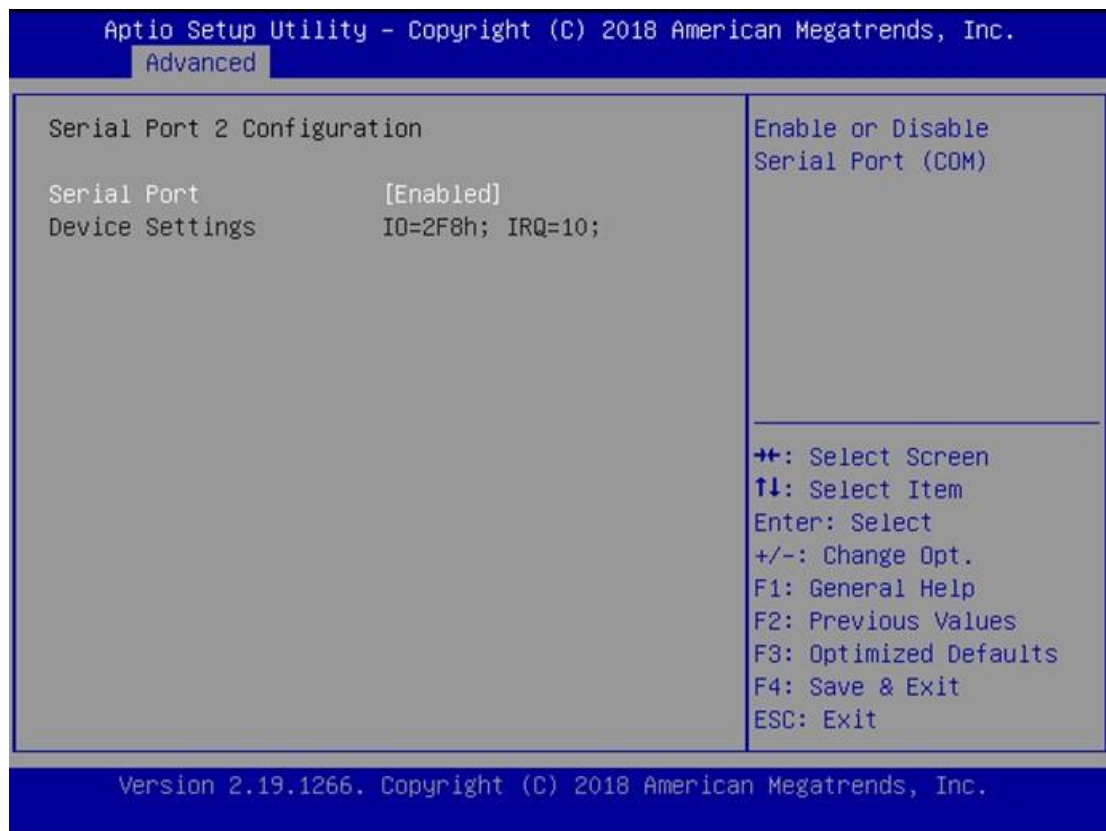 Aptio Setup Utility – Copyright (C) 2018 American Megatrends, Inc.
Advanced
Serial Port 2 Configuration
Serial Port [Enabled]
Device Settings IO=2F8h; IRQ=10;
Enable or Disable
Serial Port (COM)
→←: Select Screen
↑↓: Select Item
Enter: Select
+/-: Change Opt.
F1: General Help
F2: Previous Values
F3: Optimized Defaults
F4: Save & Exit
ESC: Exit
Version 2.19.1266. Copyright (C) 2018 American Megatrends, Inc.